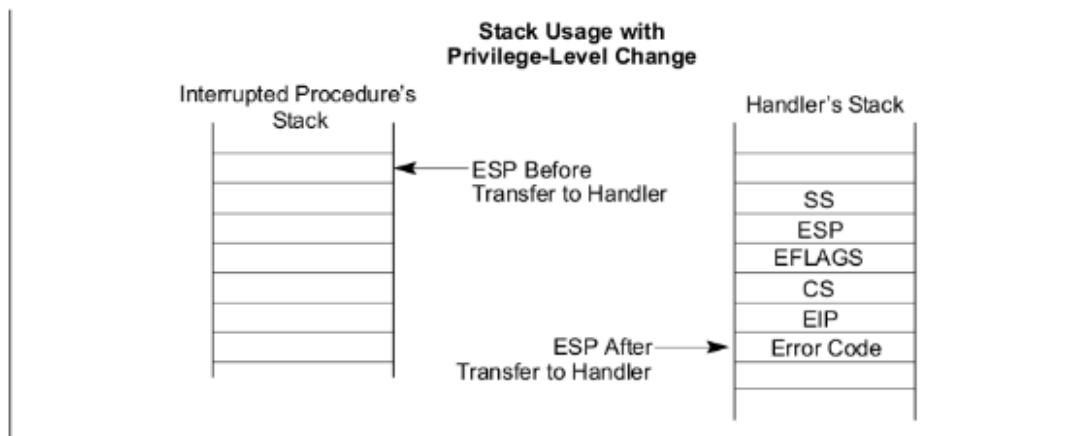 Stack Usage with
Privilege-Level Change
Interrupted Procedure's
Stack
Handler's Stack
ESP Before
Transfer to Handler
SS
ESP
EFLAGS
CS
EIP
ESP After
Transfer to Handler
Error Code